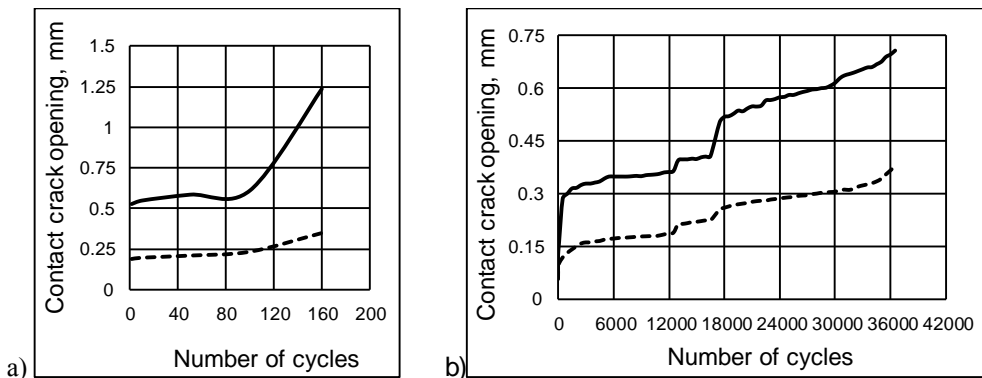 Contact crack opening, mm
1.5
1.25
1
0.75
0.5
0.25
0
0 40 80 120 160 200
Number of cycles
a)
Contact crack opening, mm
0.75
0.6
0.45
0.3
0.15
0
0 6000 12000 18000 24000 30000 36000 42000
Number of cycles
b)